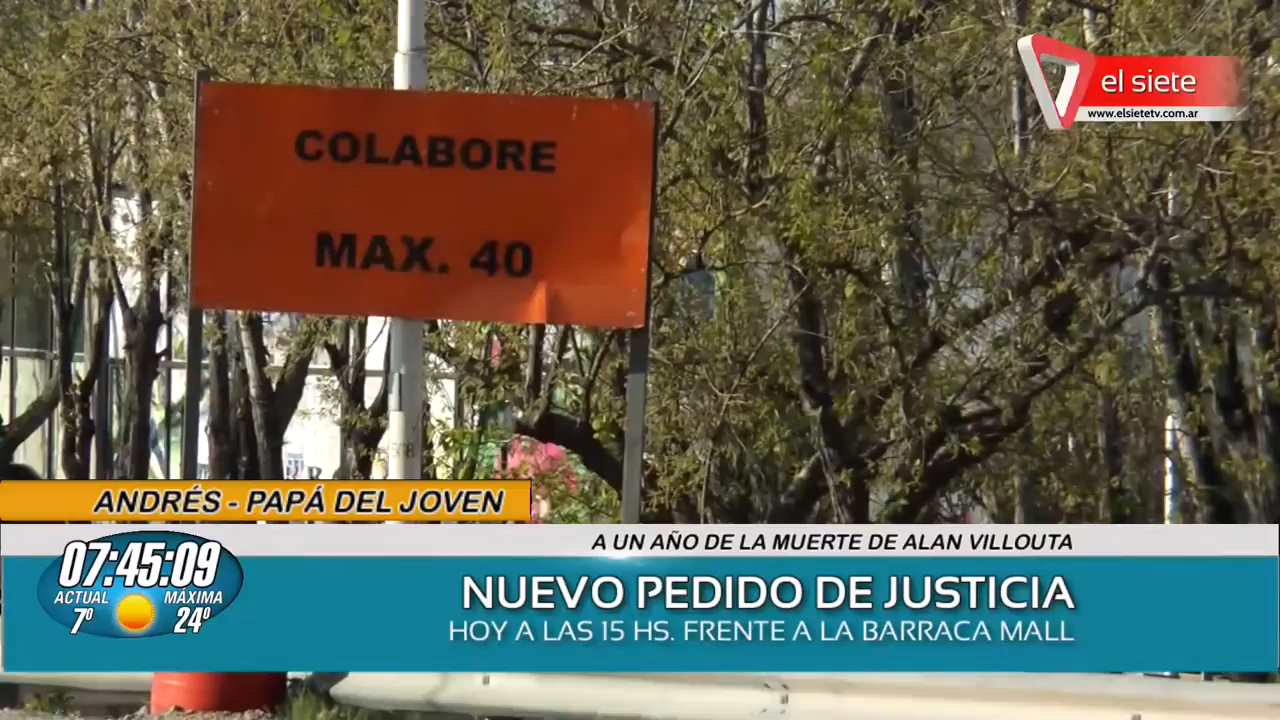 el siete
www.elsietetv.com.ar
COLABORE
MAX. 40
ANDRÉS - PAPÁ DEL JOVEN
A UN AÑO DE LA MUERTE DE ALAN VILLOUTA
NUEVO PEDIDO DE JUSTICIA
HOY A LAS 15 HS. FRENTE A LA BARRACA MALL
07:45:09
ACTUAL MÁXIMA
7º 24º